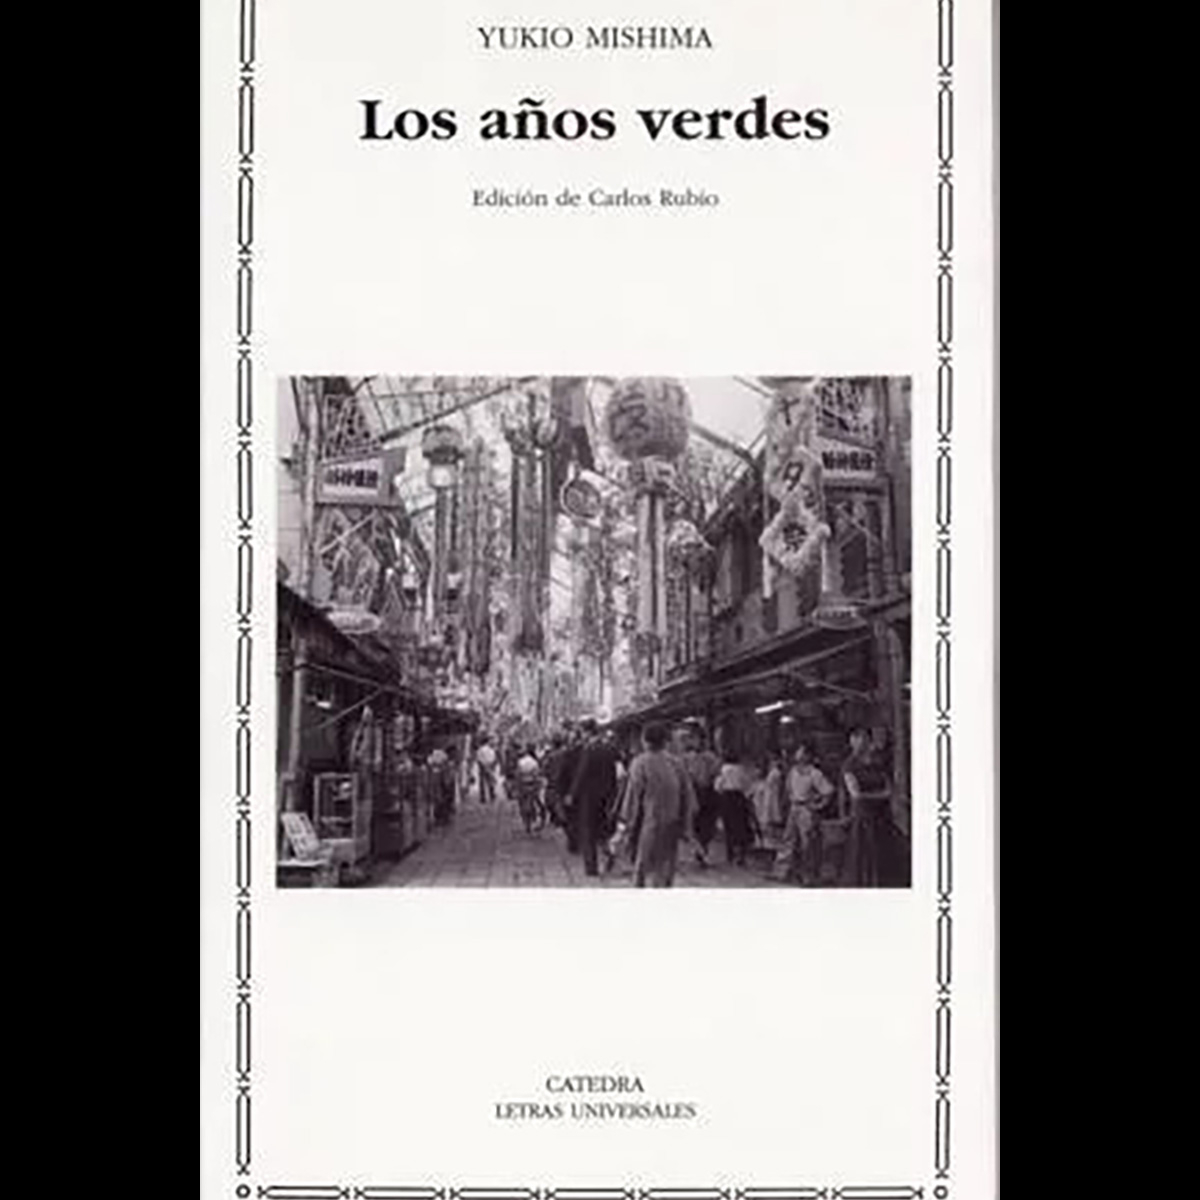 YUKIO MISHIMA
Los años verdes
Edición de Carlos Rubio
CATEDRA
LETRAS UNIVERSALES